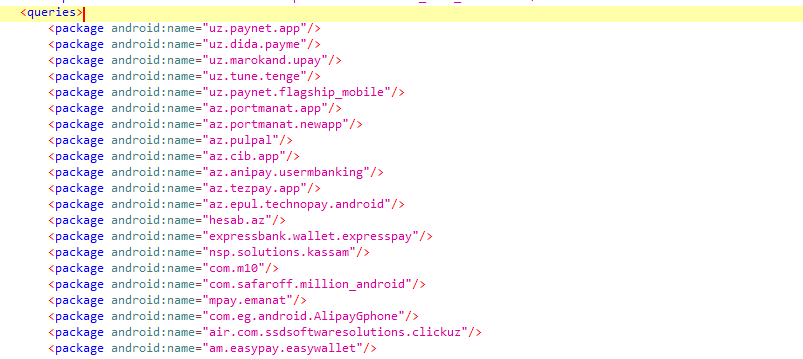 <queries>
<package android:name="uz.paynet.app"/>
<package android:name="uz.dida.payme"/>
<package android:name="uz.marokand.upay"/>
<package android:name="uz.tune.tenge"/>
<package android:name="uz.paynet.flagship_mobile"/>
<package android:name="az.portmanat.app"/>
<package android:name="az.portmanat.newapp"/>
<package android:name="az.pulpal"/>
<package android:name="az.cib.app"/>
<package android:name="az.anipay.usermbanking"/>
<package android:name="az.tezpay.app"/>
<package android:name="az.epul.technopay.android"/>
<package android:name="hesab.az"/>
<package android:name="expressbank.wallet.expresspay"/>
<package android:name="nsp.solutions.kassam"/>
<package android:name="com.m10"/>
<package android:name="com.safaroff.million_android"/>
<package android:name="mpay.emanat"/>
<package android:name="com.eg.android.AlipayGphone"/>
<package android:name="air.com.ssdsoftwaresolutions.clickuz"/>
<package android:name="am.easypay.easywallet"/>